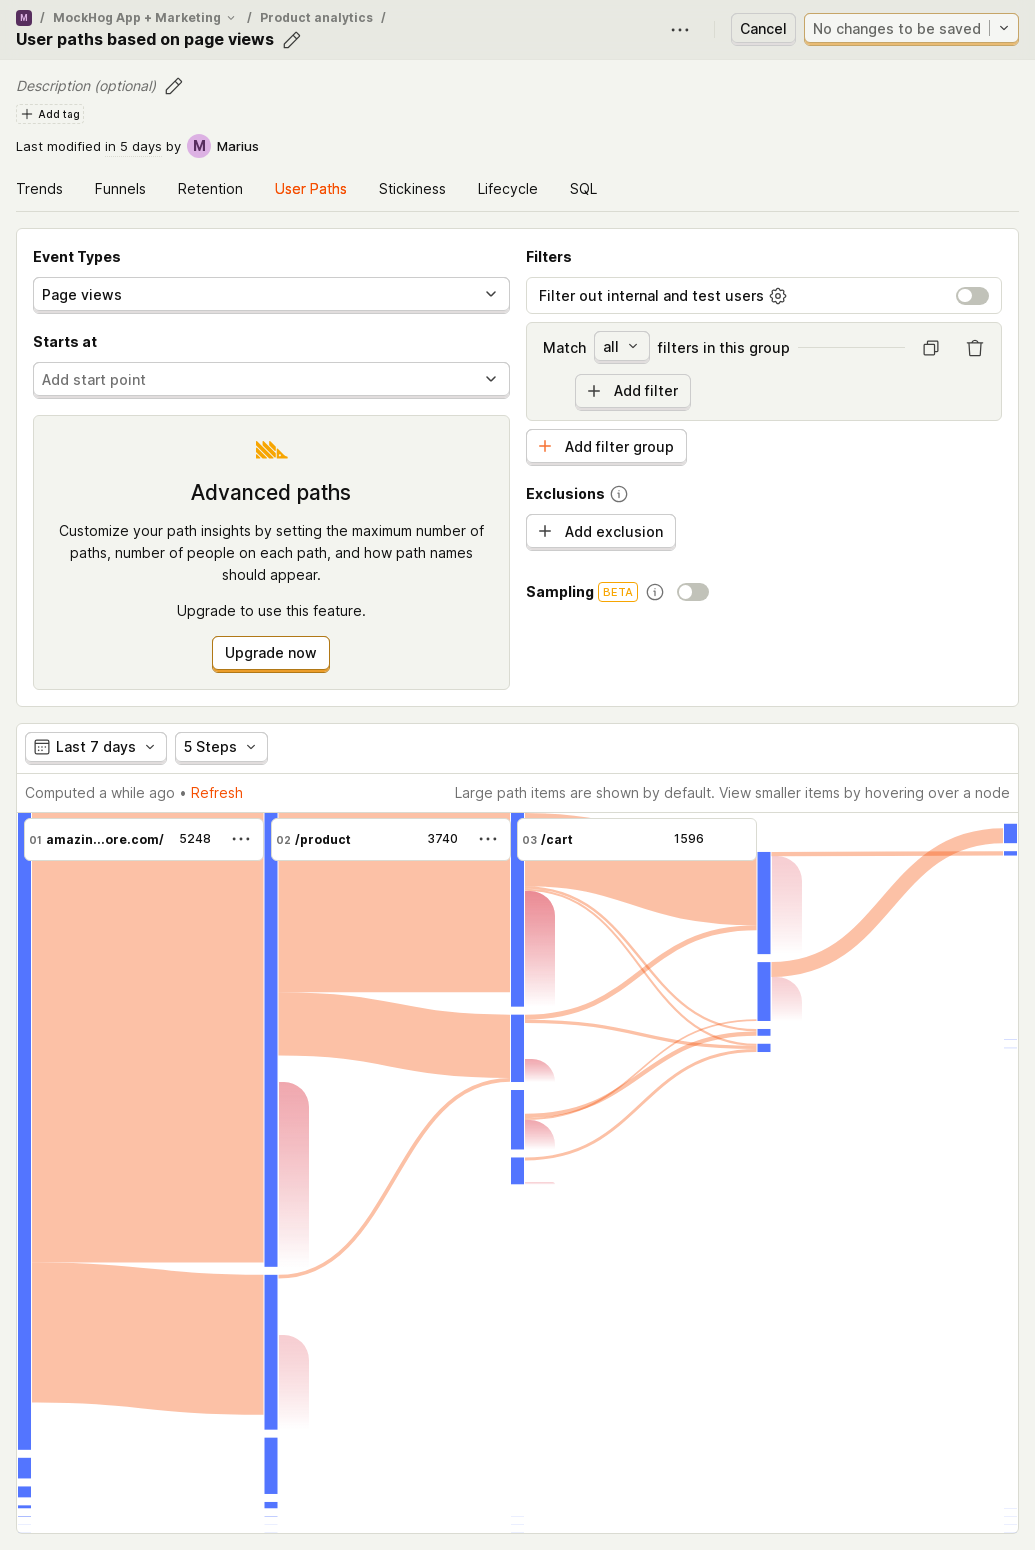 M / MockHog App + Marketing / Product analytics /
User paths based on page views
Cancel
No changes to be saved
Description (optional)
Add tag
Last modified in 5 days by M Marius
Trends Funnels Retention User Paths Stickiness Lifecycle SQL
Event Types
Page views
Starts at
Add start point
Advanced paths
Customize your path insights by setting the maximum number of
paths, number of people on each path, and how path names
should appear.
Upgrade to use this feature.
Upgrade now
Filters
Filter out internal and test users
Match all filters in this group
Add filter
Add filter group
Exclusions
Add exclusion
Sampling BETA
Last 7 days 5 Steps
Computed a while ago • Refresh
Large path items are shown by default. View smaller items by hovering over a node
01 amazin...ore.com/ 5248
02 /product 3740
03 /cart 1596